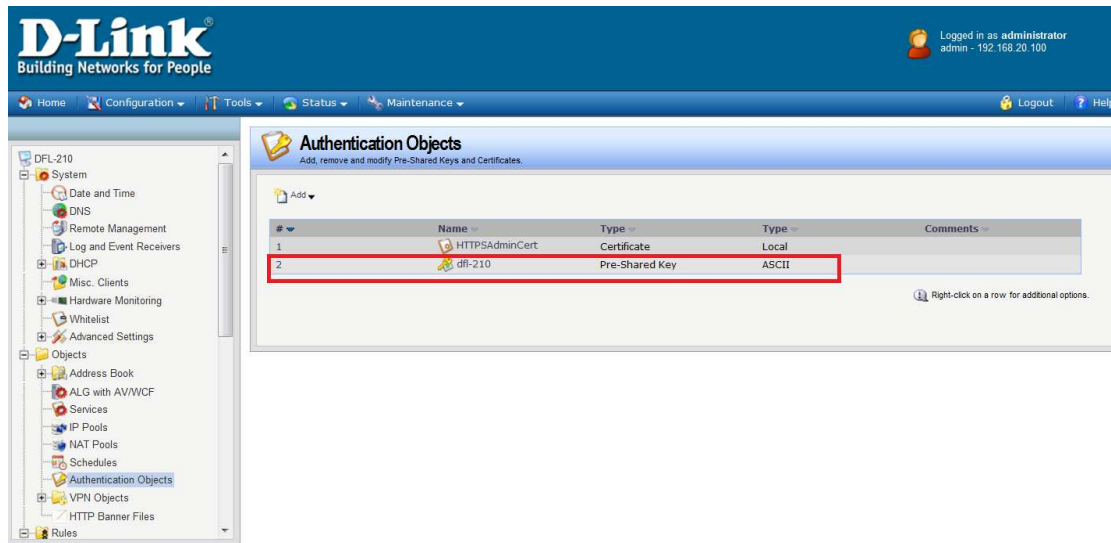 D-Link®
Building Networks for People
Logged in as administrator
admin - 192.168.20.100
Home Configuration Tools Status Maintenance Logout Help
DFL-210
System
Date and Time
DNS
Remote Management
Log and Event Receivers
DHCP
Misc. Clients
Hardware Monitoring
Whitelist
Advanced Settings
Objects
Address Book
ALG with AV/WCF
Services
IP Pools
NAT Pools
Schedules
Authentication Objects
VPN Objects
HTTP Banner Files
Rules
Authentication Objects
Add, remove and modify Pre-Shared Keys and Certificates.
Add
# Name Type Type Comments
1 HTTPSAdminCert Certificate Local
2 dfl-210 Pre-Shared Key ASCII
Right-click on a row for additional options.